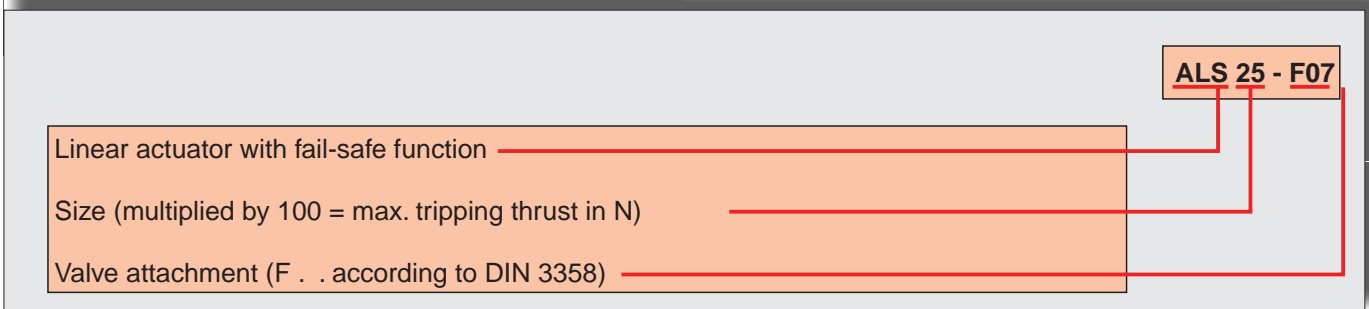 ALS 25 - F07
Linear actuator with fail-safe function
Size (multiplied by 100 = max. tripping thrust in N)
Valve attachment (F . . according to DIN 3358)